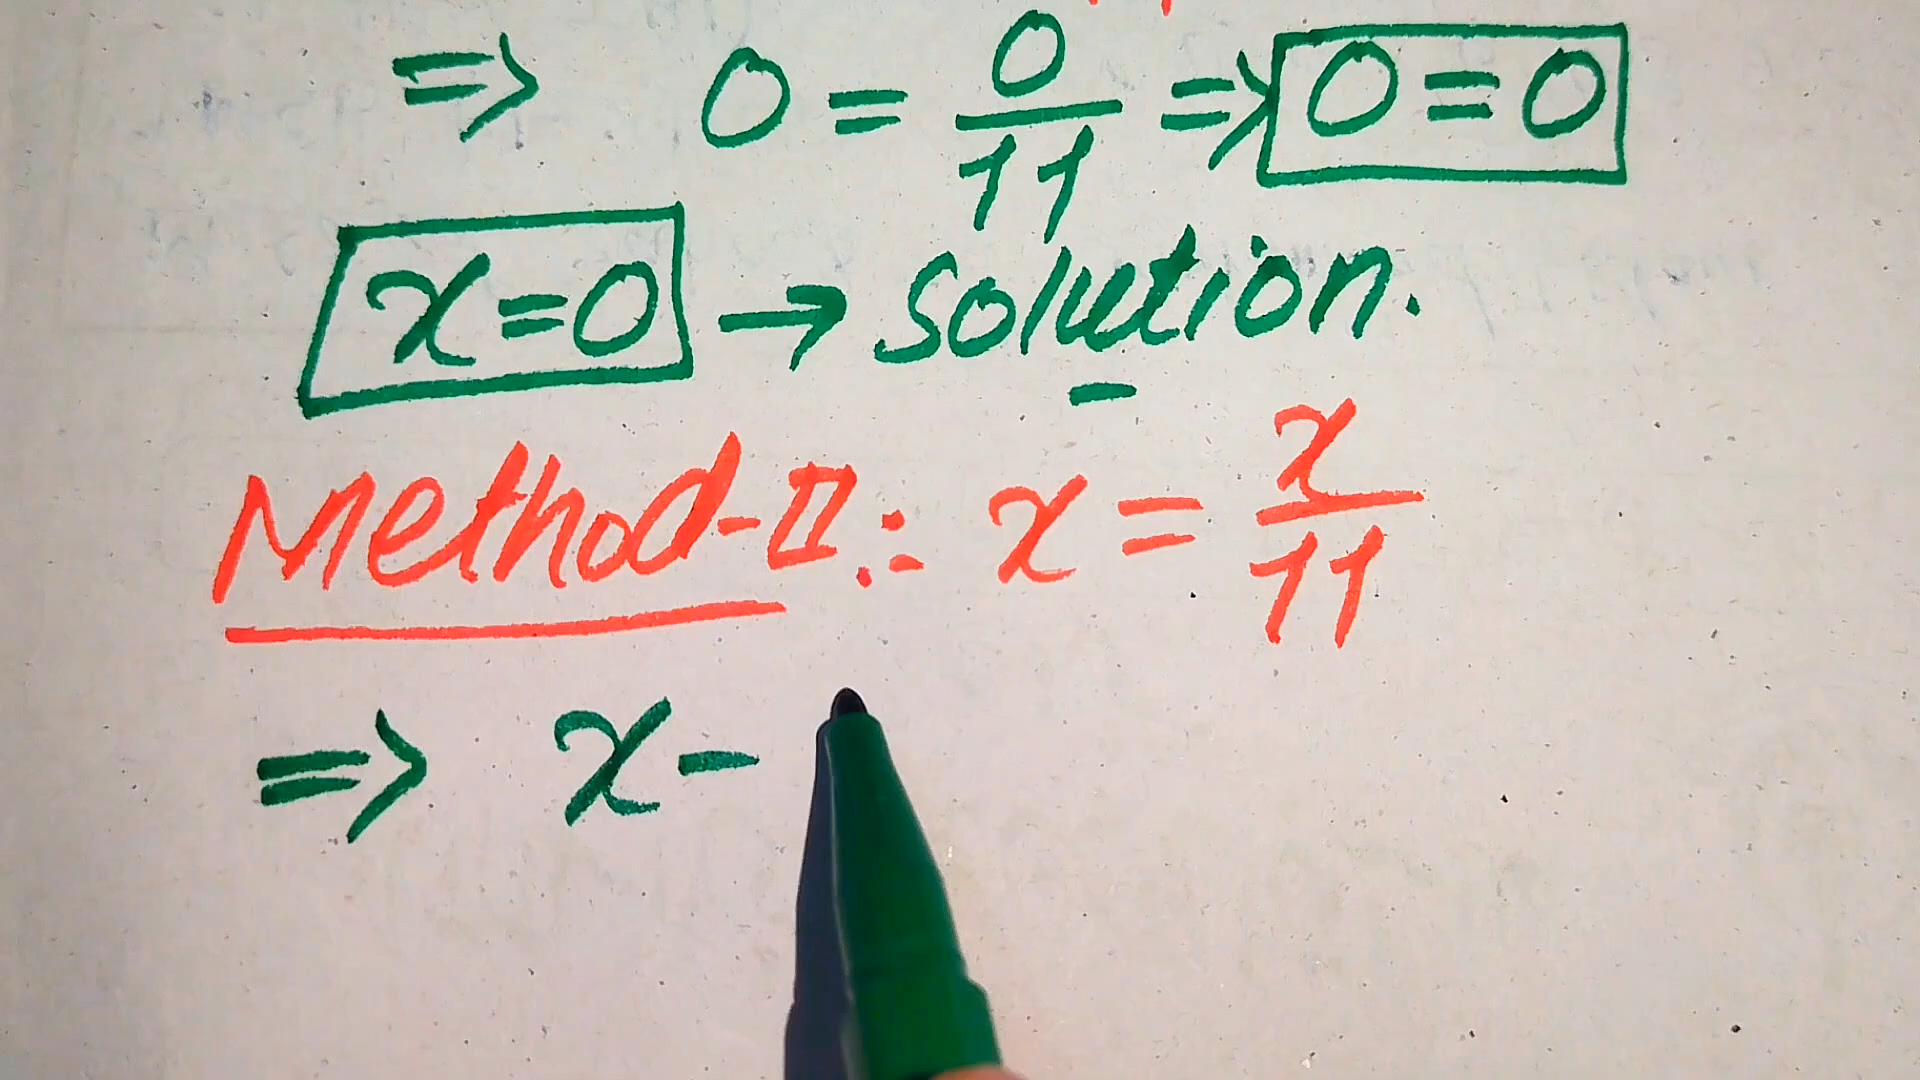 => 0 = 0/11 => 0=0
x=0 → solution.
Method-II:- x = x/11
=> x -